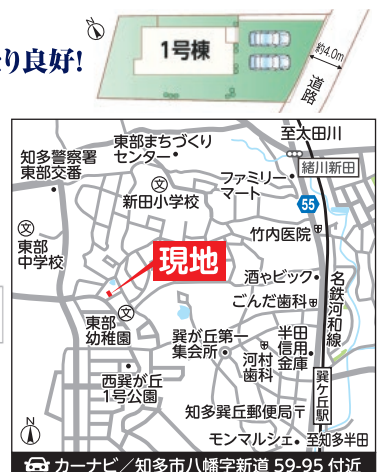 り良好!
N
1号棟
約4.0m
道路
至太田川
東部まちづくり
センター
知多警察署
東部交番
緒川新田
ファミリー
マート
文
新田小学校
55
竹内医院
文
東部
中学校
現地
酒やビック
名鉄河和線
ごんだ歯科
文
東部
幼稚園
巽が丘第一
集会所
半田
信用
金庫
河村
歯科
巽ケ丘駅
西巽が丘
1号公園
知多巽丘郵便局〒
N
モンマルシェ
至知多半田
カーナビ/知多市八幡字新道 59-95 付近